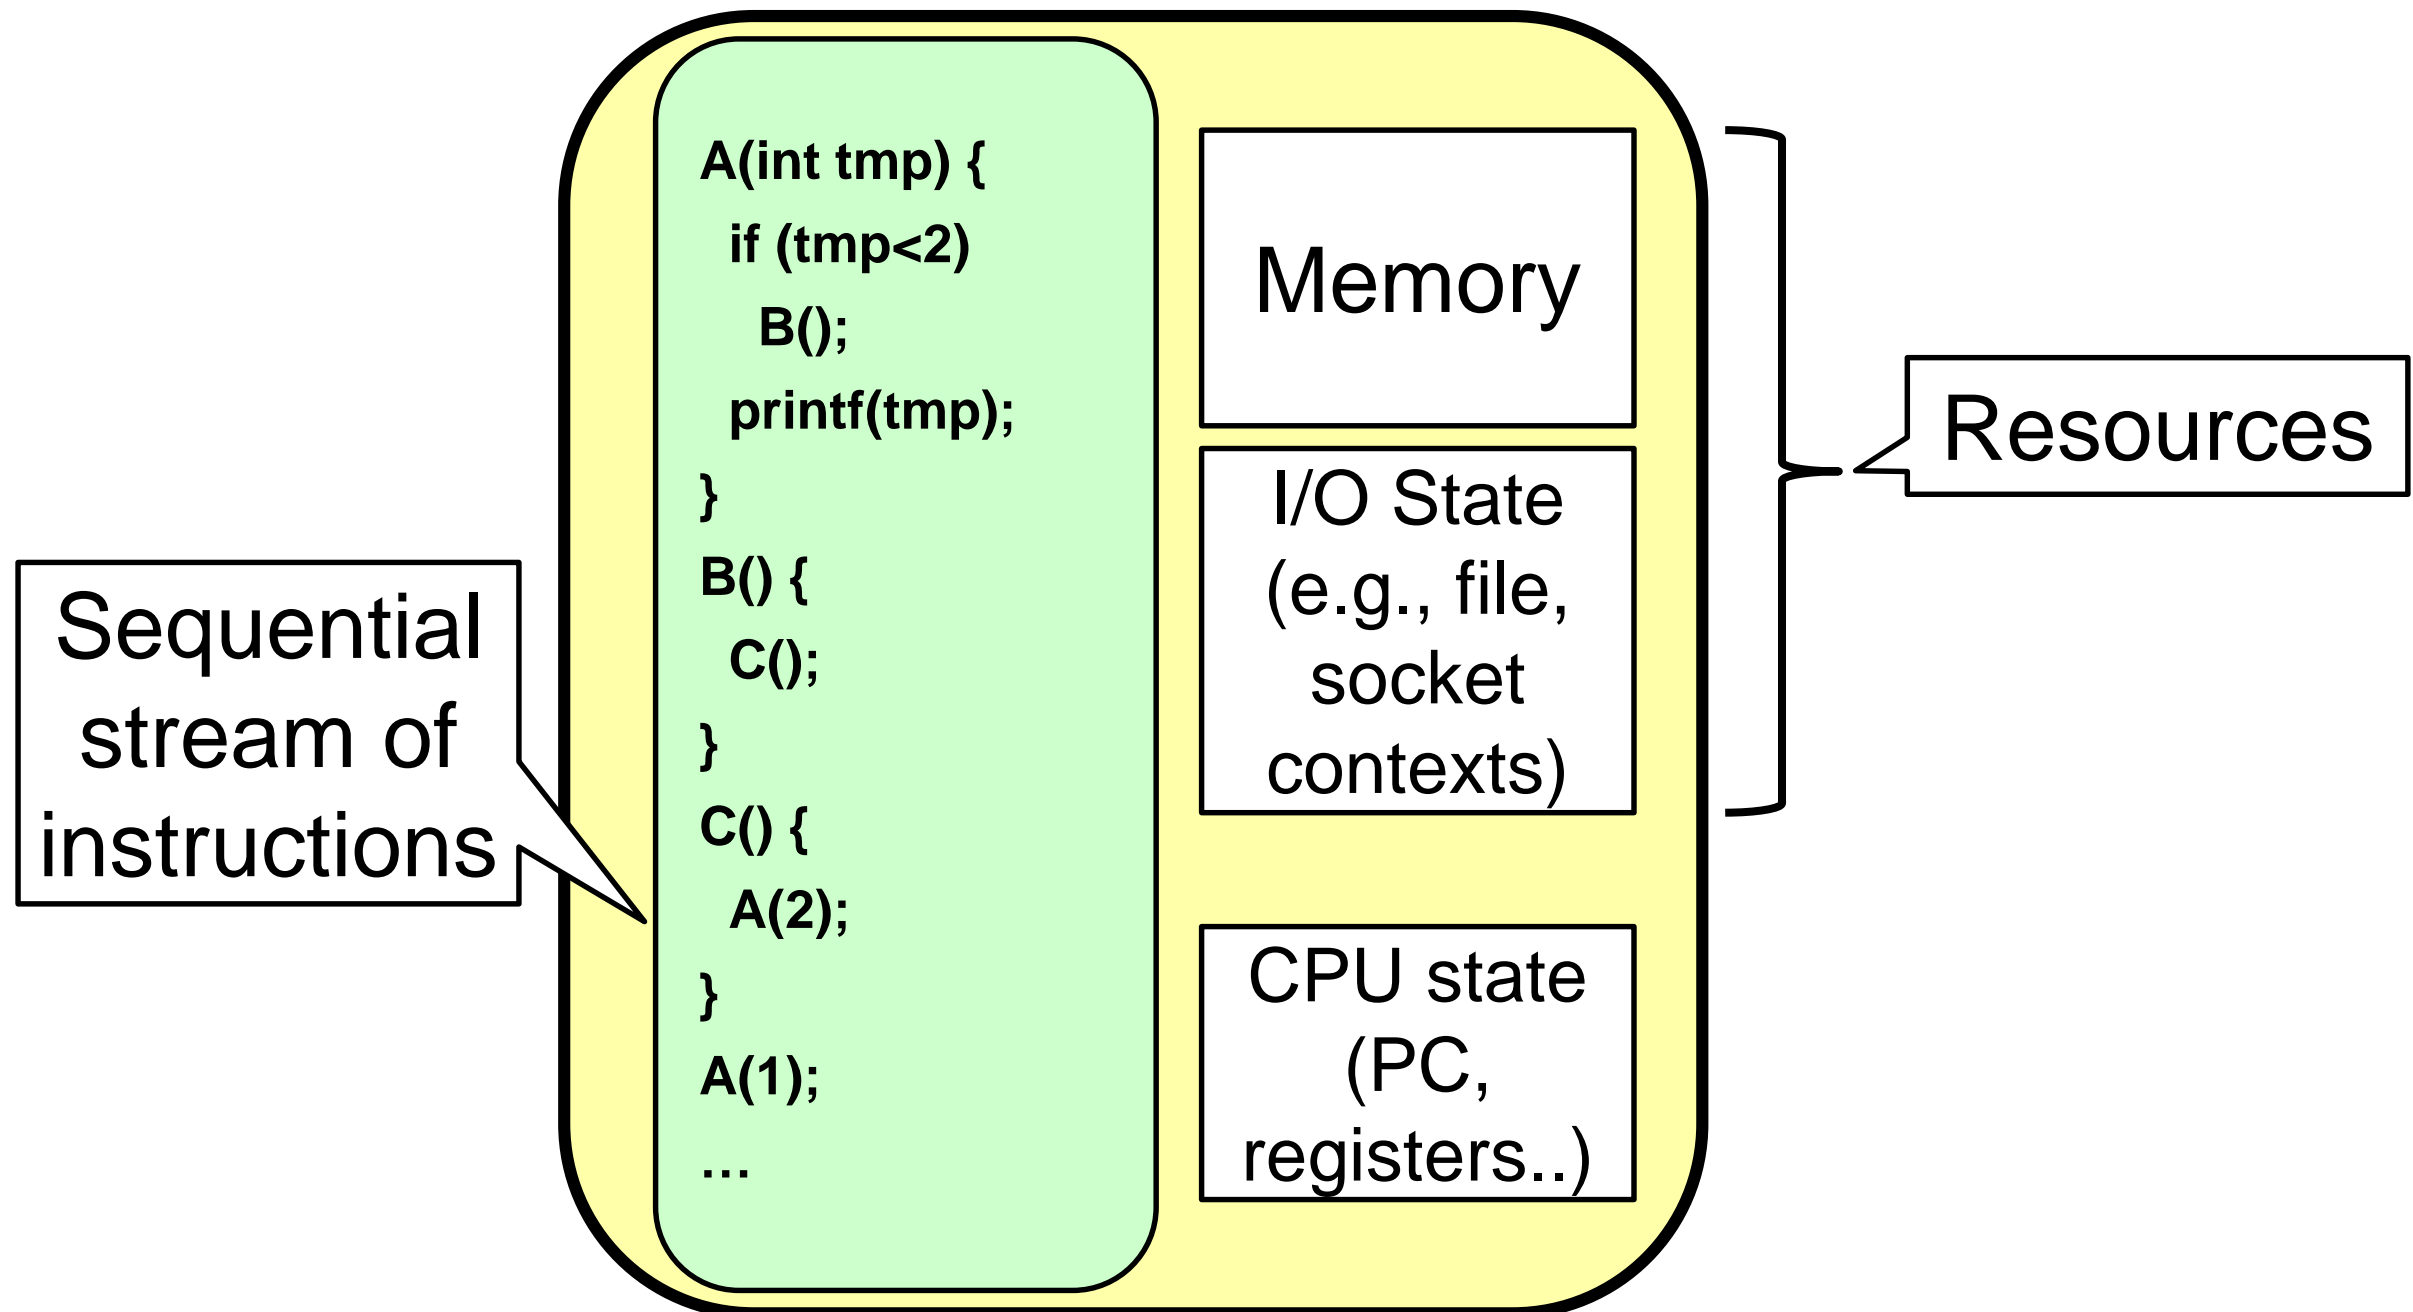 A(int tmp) {
if (tmp<2)
B();
printf(tmp);
}
B() {
C();
}
C() {
A(2);
}
A(1);
…
Sequential
stream of
instructions
Memory
I/O State
(e.g., file,
socket
contexts)
CPU state
(PC,
registers..)
Resources